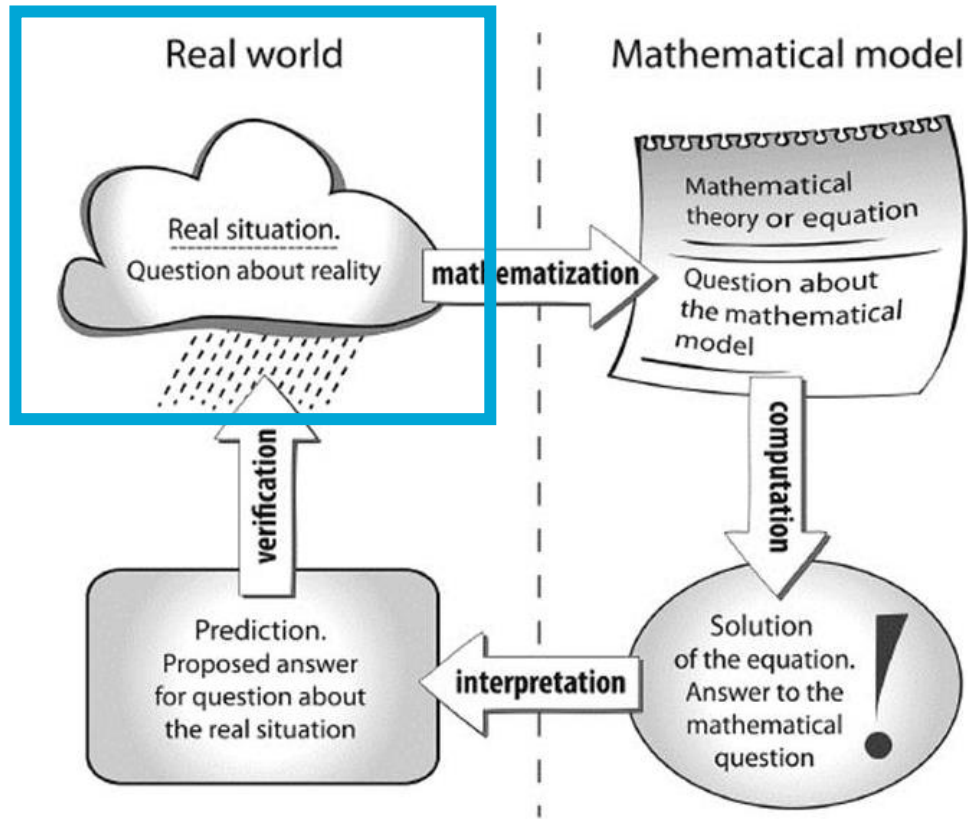 Real world
Mathematical model
Real situation.
Question about reality
mathematization
Mathematical
theory or equation
Question about
the mathematical
model
computation
verification
Prediction.
Proposed answer
for question about
the real situation
interpretation
Solution
of the equation.
Answer to the
mathematical
question
!